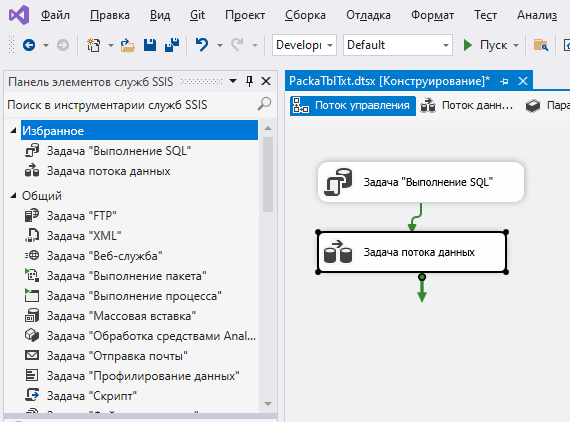 Файл Правка Вид Git Проект Сборка Отладка Формат Тест Анализ
Developı Default Пуск
Панель элементов служб SSIS
Поиск в инструментарии служб SSIS
Избранное
Задача "Выполнение SQL"
Задача потока данных
Общий
Задача "FTP"
Задача "XML"
Задача "Веб-служба"
Задача "Выполнение пакета"
Задача "Выполнение процесса"
Задача "Массовая вставка"
Задача "Обработка средствами Anal...
Задача "Отправка почты"
Задача "Профилирование данных"
Задача "Скрипт"
PackaTblTxt.dtsx [Конструирование]*
Поток управления Поток данн... Пара
Задача "Выполнение SQL"
Задача потока данных